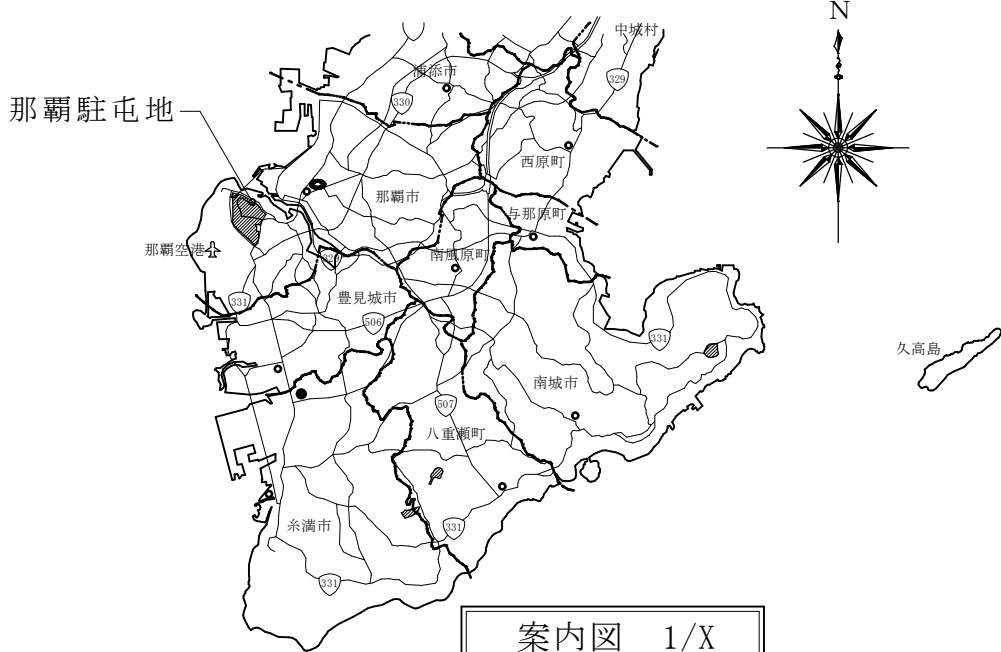 N
中城村
浦添市
329
330
那覇駐屯地
西原町
那覇市
与那原町
那覇空港
南風原町
329
331
豊見城市
506
331
久高島
南城市
507
八重瀬町
糸満市
331
331
案内図 1/X